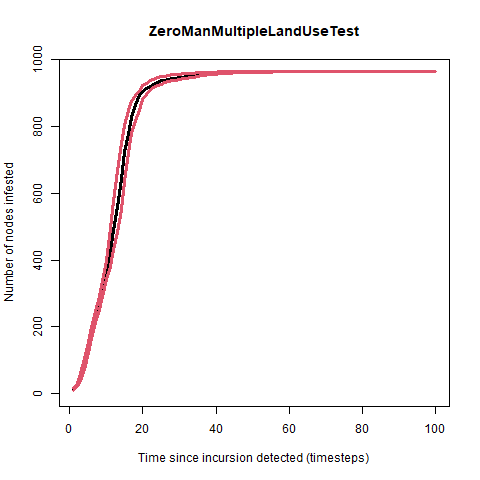 ZeroManMultipleLandUseTest
Number of nodes infested
1000
800
600
400
200
0
0 20 40 60 80 100
Time since incursion detected (timesteps)